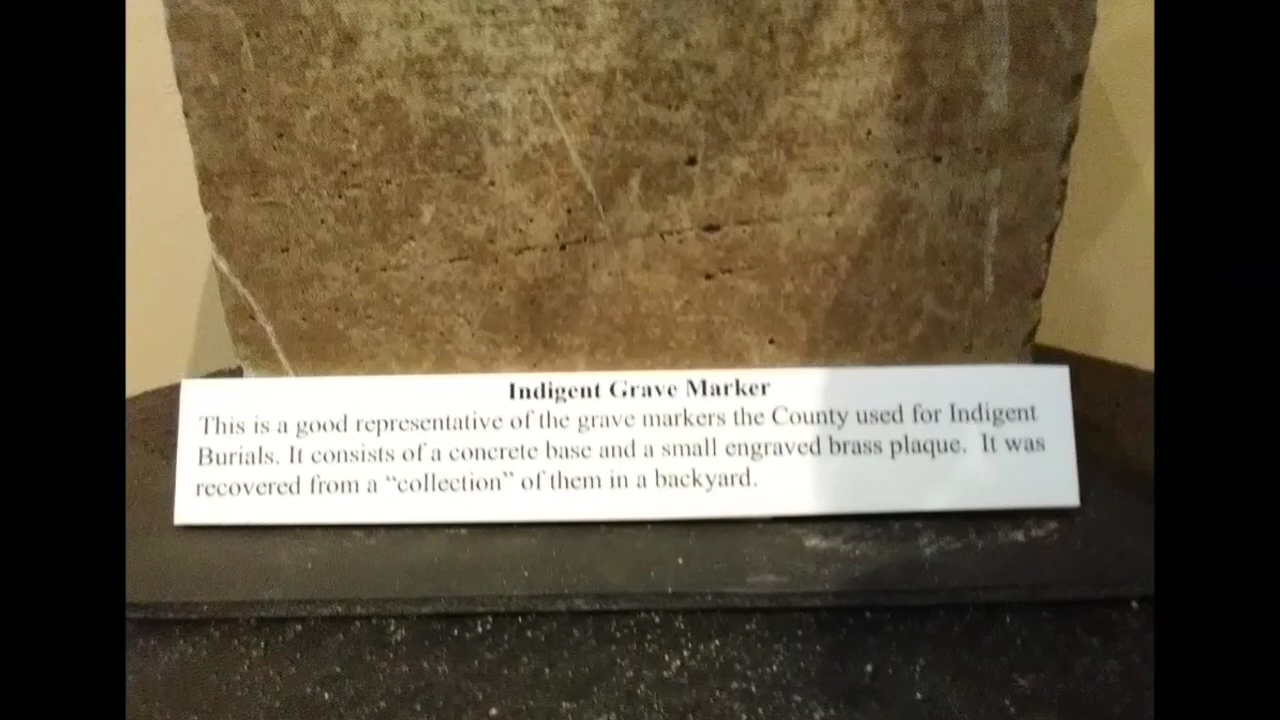 Indigent Grave Marker
This is a good representative of the grave markers the County used for Indigent
Burials. It consists of a concrete base and a small engraved brass plaque. It was
recovered from a “collection” of them in a backyard.